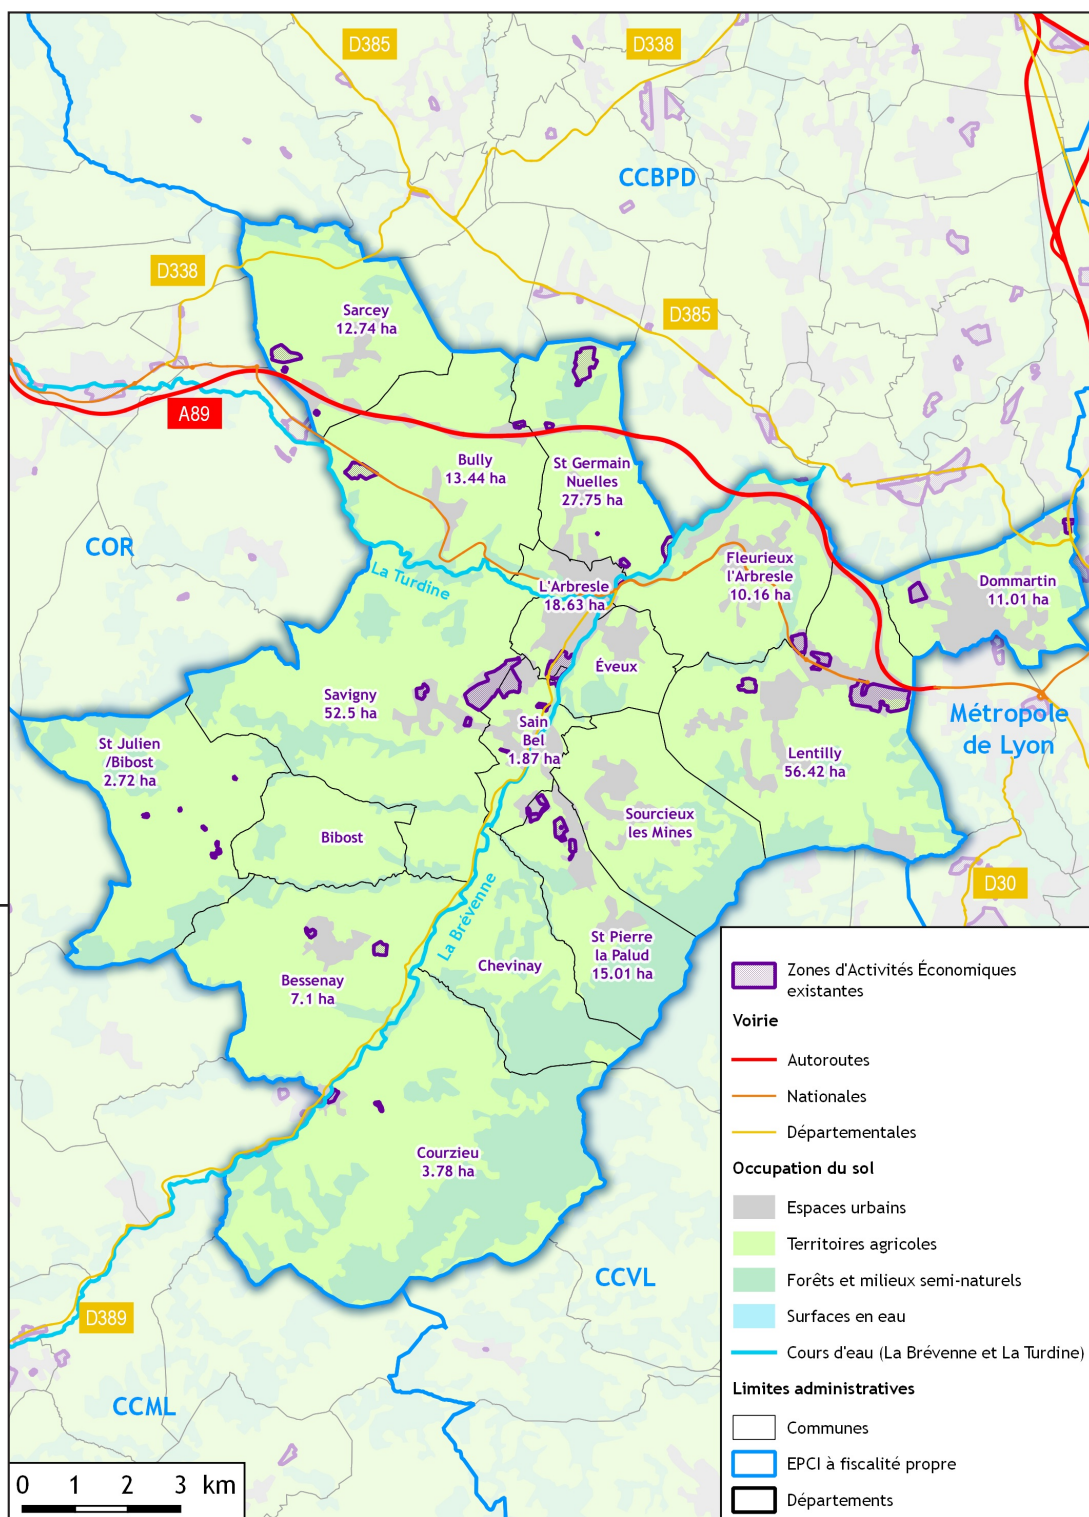 D385
D338
CCBPD
D338
Sarcey
12.74 ha
D385
A89
Bully
13.44 ha
St Germain
Nuelles
27.75 ha
COR
La Turdine
L'Arbresle
18.63 ha
Fleurieux
l'Arbresle
10.16 ha
Dommartin
11.01 ha
Éveux
Savigny
52.5 ha
Sain
Bel
1.87 ha
Métropole
de Lyon
St Julien
/Bibost
2.72 ha
Lentilly
56.42 ha
Bibost
Sourcieux
les Mines
D30
La Brévenne
St Pierre
la Palud
15.01 ha
Chevinay
Bessenay
7.1 ha
Courzieu
3.78 ha
CCVL
D389
CCML
0 1 2 3 km
Zones d'Activités Économiques
existantes
Voirie
Autoroutes
Nationales
Départementales
Occupation du sol
Espaces urbains
Territoires agricoles
Forêts et milieux semi-naturels
Surfaces en eau
Cours d'eau (La Brévenne et La Turdine)
Limites administratives
Communes
EPCI à fiscalité propre
Départements